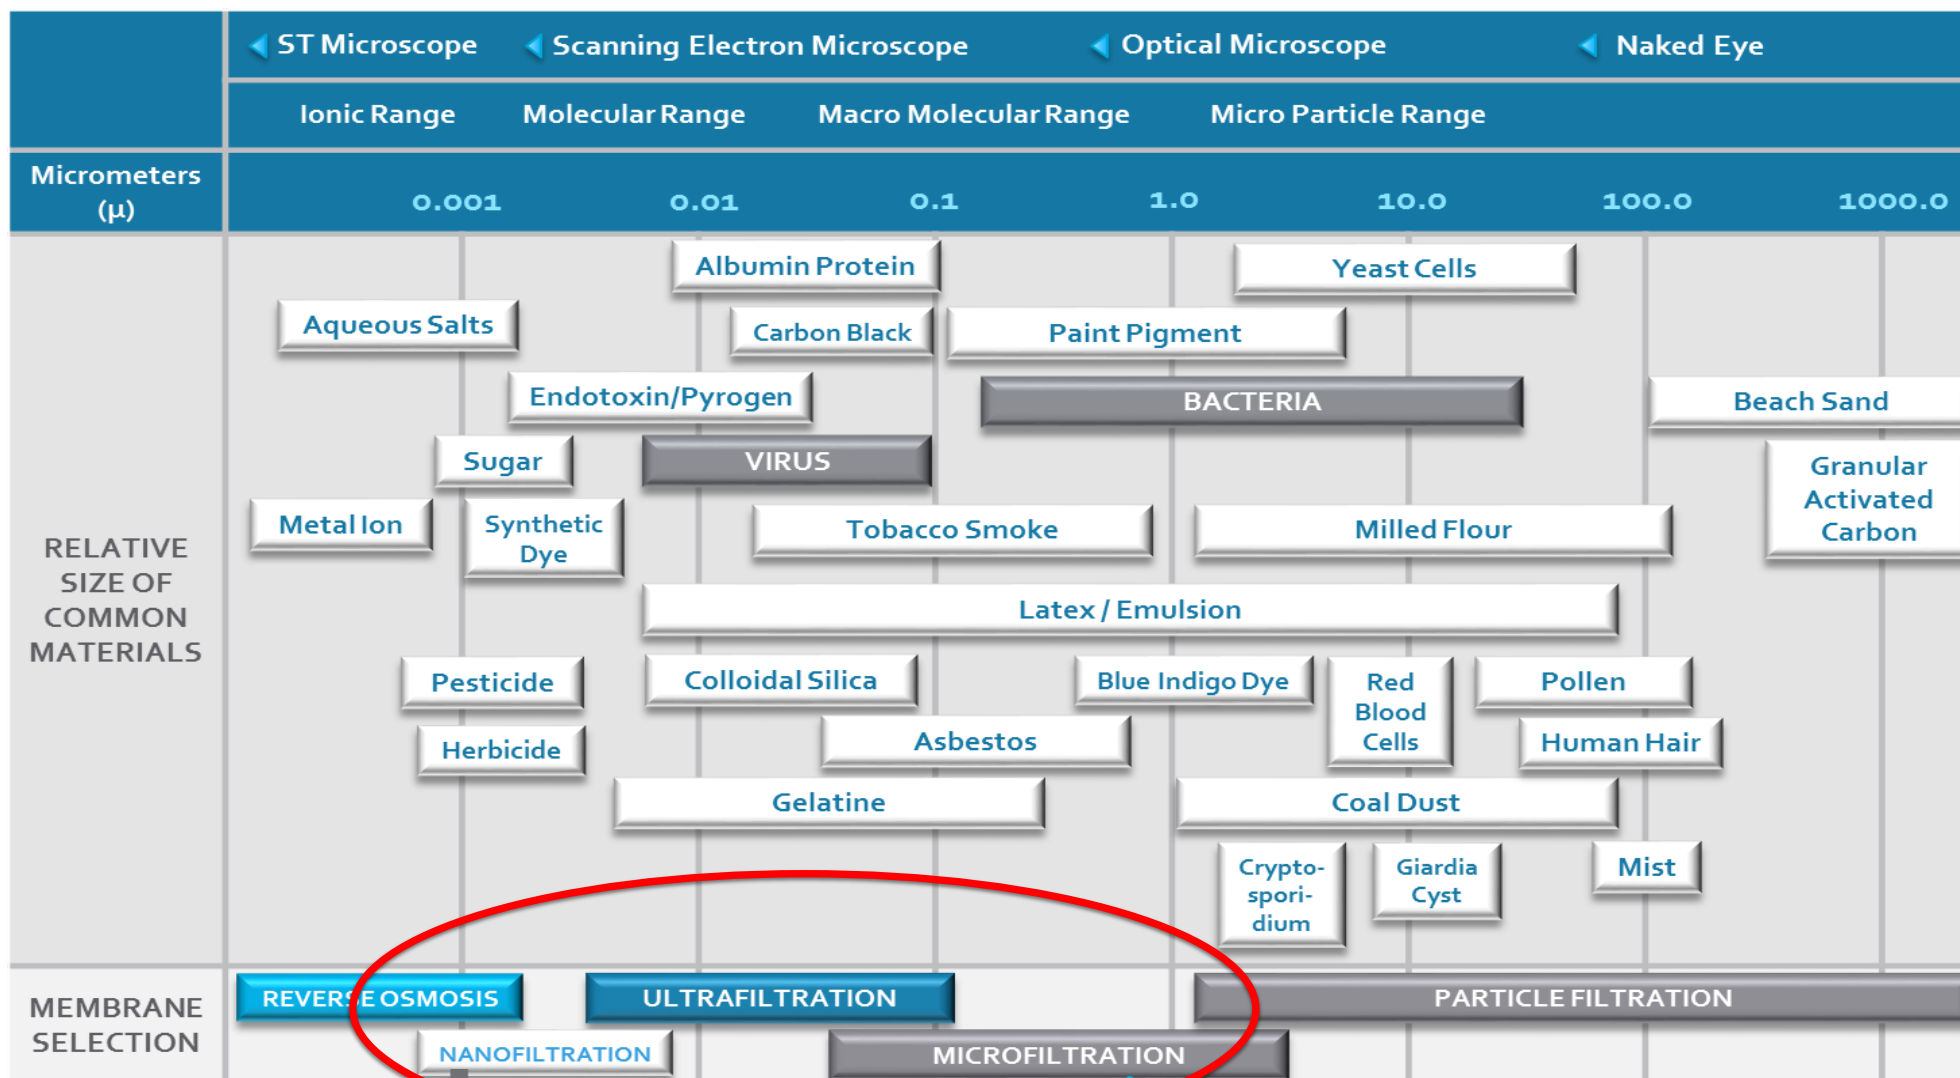 ST Microscope
Scanning Electron Microscope
Optical Microscope
Naked Eye
Ionic Range
Molecular Range
Macro Molecular Range
Micro Particle Range
Micrometers
(µ)
0.001
0.01
0.1
1.0
10.0
100.0
1000.0
RELATIVE
SIZE OF
COMMON
MATERIALS
Albumin Protein
Yeast Cells
Aqueous Salts
Carbon Black
Paint Pigment
Endotoxin/Pyrogen
BACTERIA
Beach Sand
Sugar
VIRUS
Granular
Activated
Carbon
Metal Ion
Synthetic
Dye
Tobacco Smoke
Milled Flour
Latex / Emulsion
Pesticide
Colloidal Silica
Blue Indigo Dye
Red
Blood
Cells
Pollen
Herbicide
Asbestos
Human Hair
Gelatine
Coal Dust
Crypto-
spori-
dium
Giardia
Cyst
Mist
MEMBRANE
SELECTION
REVERSE OSMOSIS
ULTRAFILTRATION
PARTICLE FILTRATION
NANOFILTRATION
MICROFILTRATION